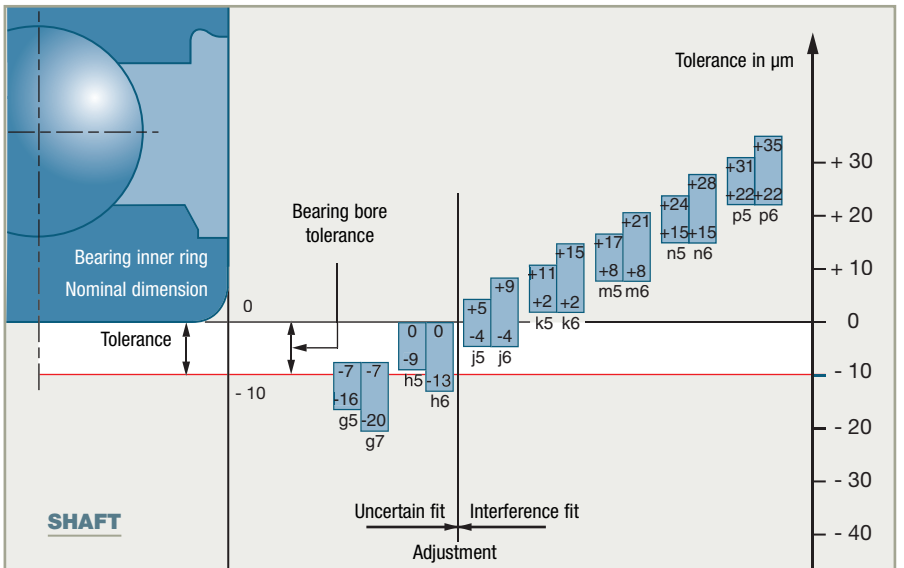 Tolerance in µm
+35
+31
+22
+22
p5
p6
+28
+24
+15
+15
n5
n6
+21
+17
+8
+8
m5
m6
+15
+11
+2
+2
k5
k6
+9
+5
-4
-4
j5
j6
0
0
-9
-13
h5
h6
-7
-7
-16
-20
g5
g7
Bearing bore
tolerance
Bearing inner ring
Nominal dimension
0
Tolerance
- 10
+ 30
+ 20
+ 10
0
- 10
- 20
- 30
- 40
Uncertain fit
Interference fit
Adjustment
SHAFT